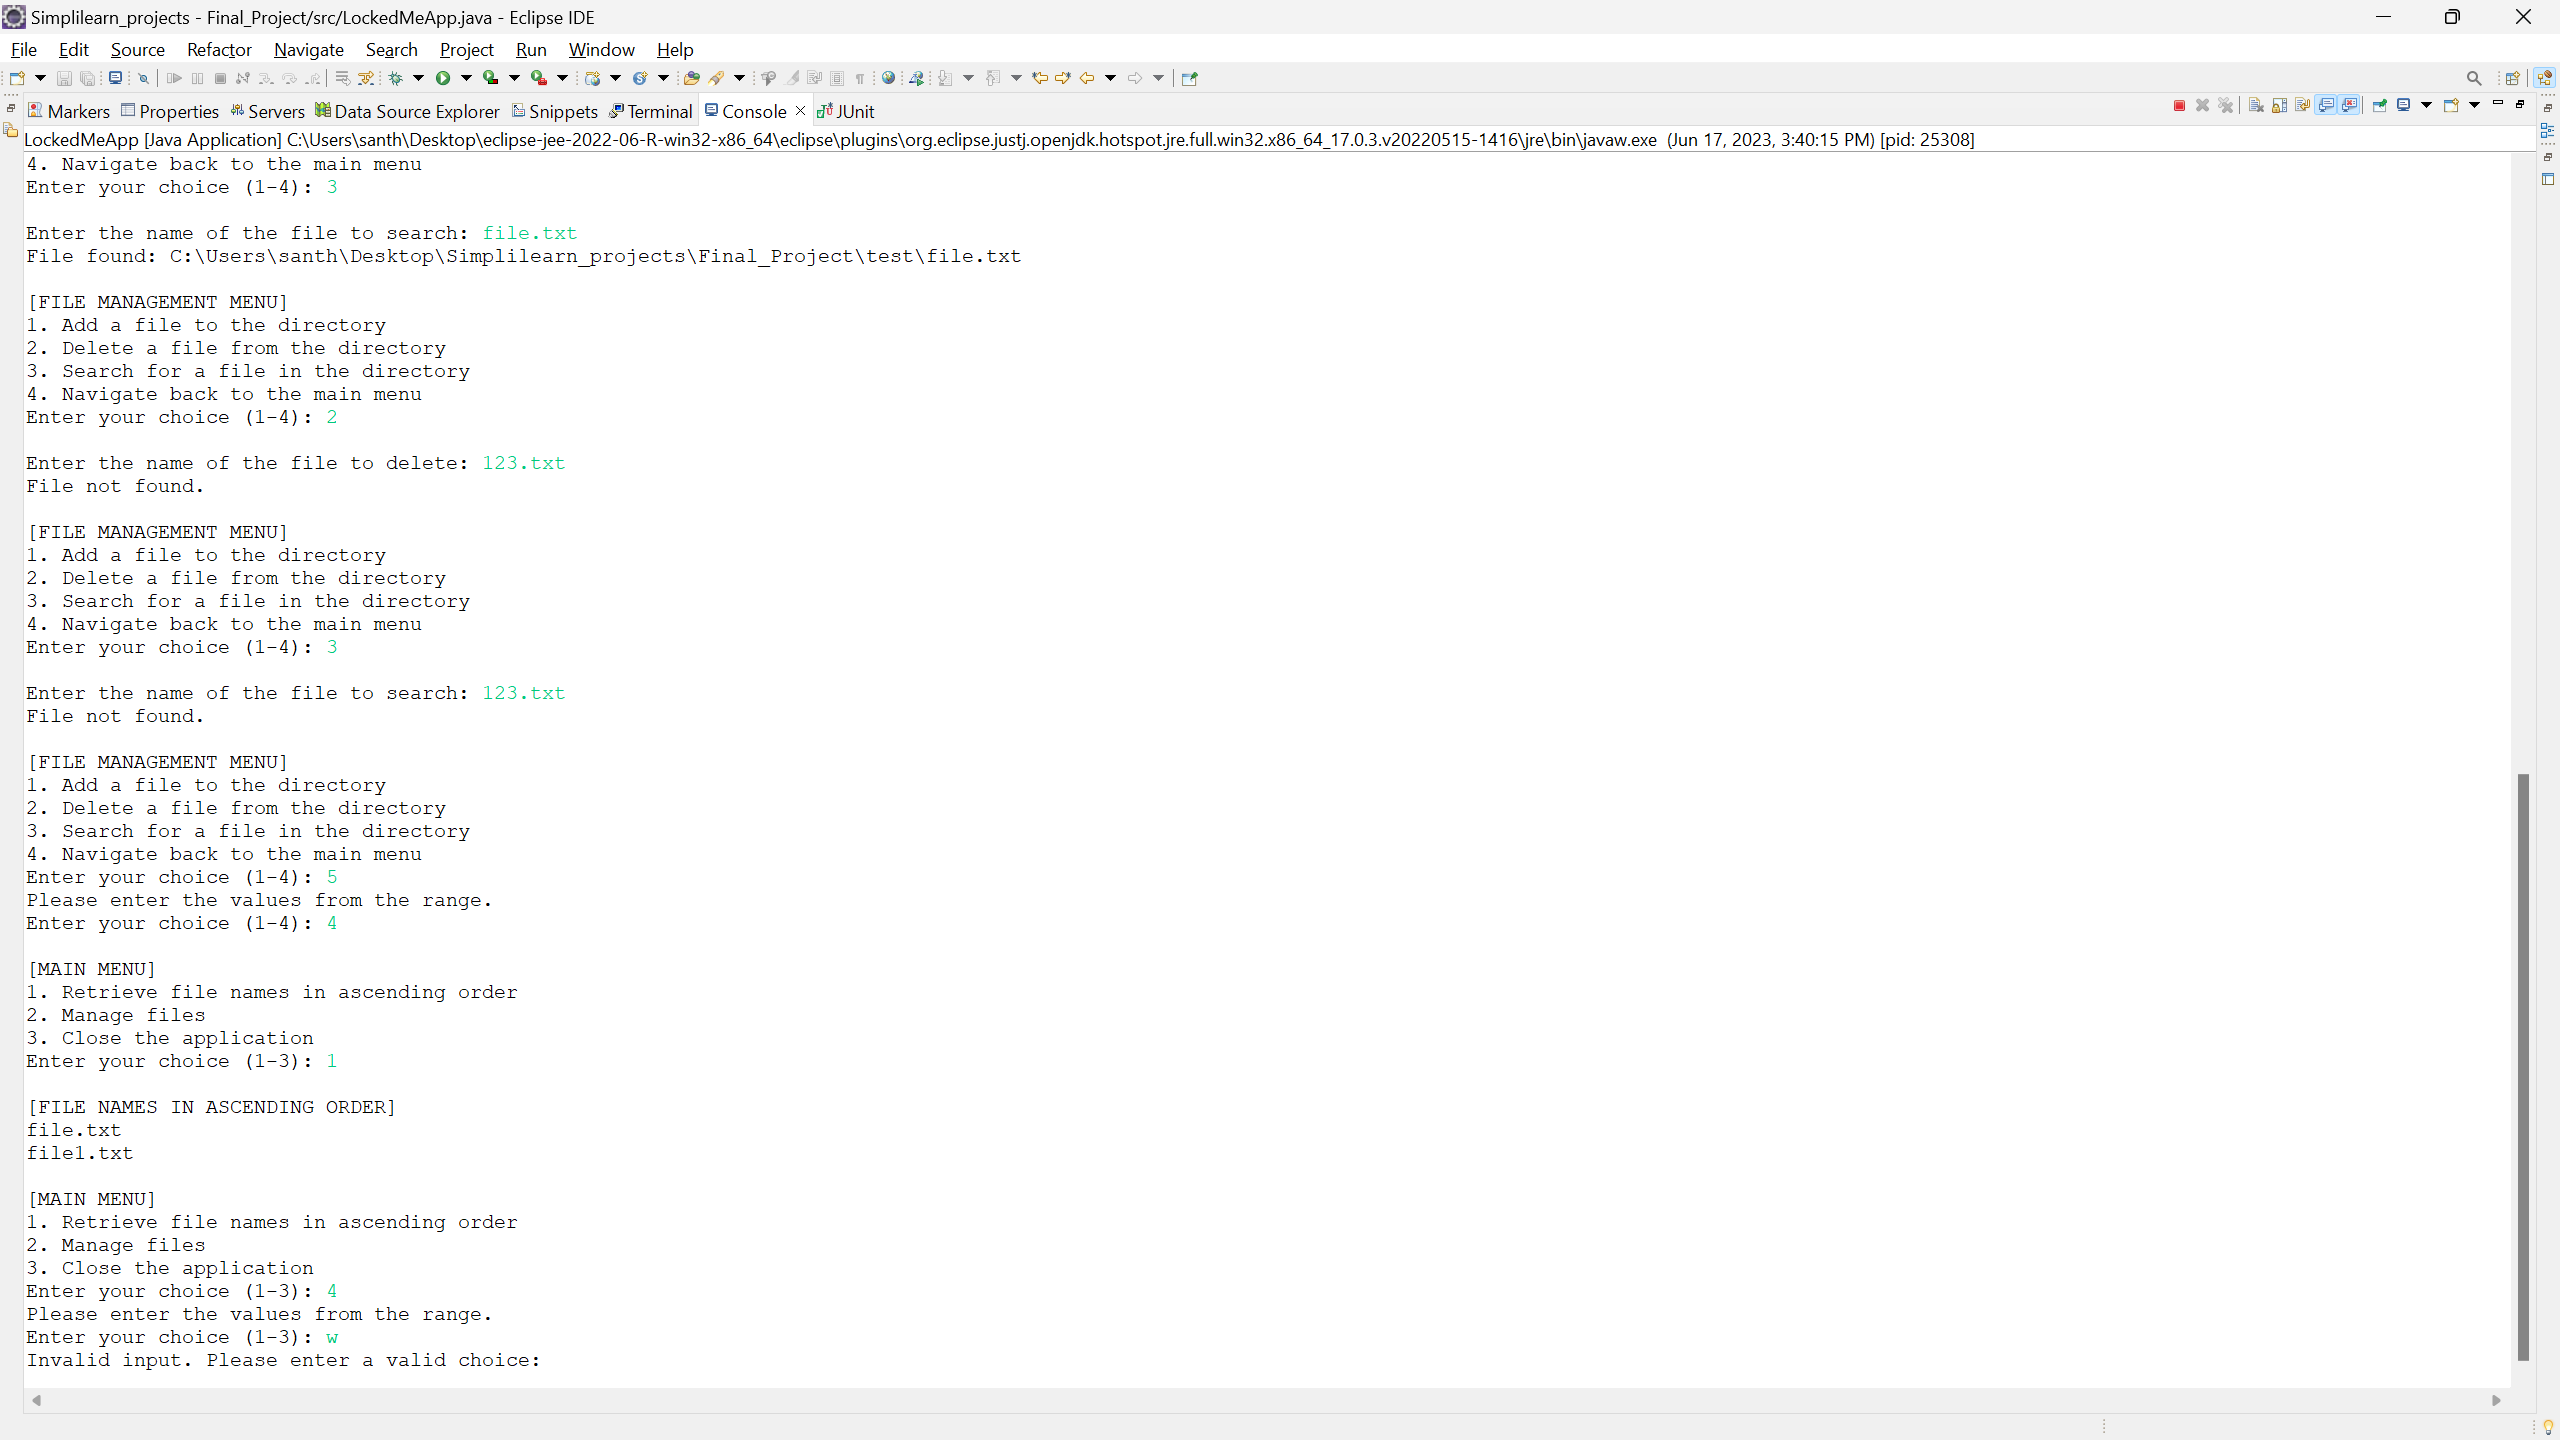 Simplilearn_projects - Final_Project/src/LockedMeApp.java - Eclipse IDE
File Edit Source Refactor Navigate Search Project Run Window Help
Markers Properties Servers Data Source Explorer Snippets Terminal Console JUnit
LockedMeApp [Java Application] C:\Users\santh\Desktop\eclipse-jee-2022-06-R-win32-x86_64\eclipse\plugins\org.eclipse.justj.openjdk.hotspot.jre.full.win32.x86_64_17.0.3.v20220515-1416\jre\bin\javaw.exe (Jun 17, 2023, 3:40:15 PM) [pid: 25308]
4. Navigate back to the main menu
Enter your choice (1-4): 3
Enter the name of the file to search: file.txt
File found: C:\Users\santh\Desktop\Simplilearn_projects\Final_Project\test\file.txt
[FILE MANAGEMENT MENU]
1. Add a file to the directory
2. Delete a file from the directory
3. Search for a file in the directory
4. Navigate back to the main menu
Enter your choice (1-4): 2
Enter the name of the file to delete: 123.txt
File not found.
[FILE MANAGEMENT MENU]
1. Add a file to the directory
2. Delete a file from the directory
3. Search for a file in the directory
4. Navigate back to the main menu
Enter your choice (1-4): 3
Enter the name of the file to search: 123.txt
File not found.
[FILE MANAGEMENT MENU]
1. Add a file to the directory
2. Delete a file from the directory
3. Search for a file in the directory
4. Navigate back to the main menu
Enter your choice (1-4): 5
Please enter the values from the range.
Enter your choice (1-4): 4
[MAIN MENU]
1. Retrieve file names in ascending order
2. Manage files
3. Close the application
Enter your choice (1-3): 1
[FILE NAMES IN ASCENDING ORDER]
file.txt
file1.txt
[MAIN MENU]
1. Retrieve file names in ascending order
2. Manage files
3. Close the application
Enter your choice (1-3): 4
Please enter the values from the range.
Enter your choice (1-3): w
Invalid input. Please enter a valid choice: